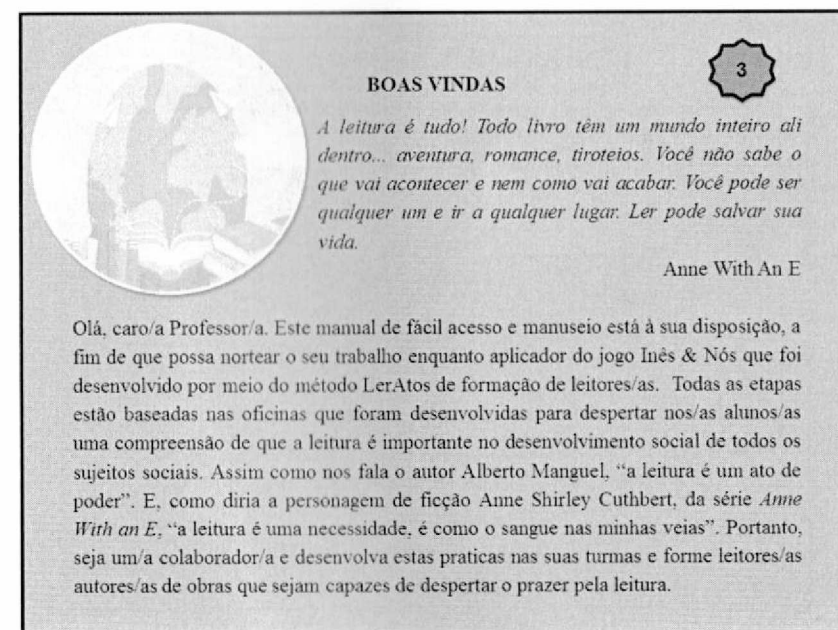 BOAS VINDAS
3
A leitura é tudo! Todo livro têm um mundo inteiro ali
dentro... aventura, romance, tiroteios. Você não sabe o
que vai acontecer e nem como vai acabar. Você pode ser
qualquer um e ir a qualquer lugar. Ler pode salvar sua
vida.
Anne With An E
Olá, caro/a Professor/a. Este manual de fácil acesso e manuseio está à sua disposição, a
fim de que possa nortear o seu trabalho enquanto aplicador do jogo Inês & Nós que foi
desenvolvido por meio do método LerAtos de formação de leitores/as. Todas as etapas
estão baseadas nas oficinas que foram desenvolvidas para despertar nos/as alunos/as
uma compreensão de que a leitura é importante no desenvolvimento social de todos os
sujeitos sociais. Assim como nos fala o autor Alberto Manguel, “a leitura é um ato de
poder”. E, como diria a personagem de ficção Anne Shirley Cuthbert, da série Anne
With an E, “a leitura é uma necessidade, é como o sangue nas minhas veias”. Portanto,
seja um/a colaborador/a e desenvolva estas praticas nas suas turmas e forme leitores/as
autores/as de obras que sejam capazes de despertar o prazer pela leitura.